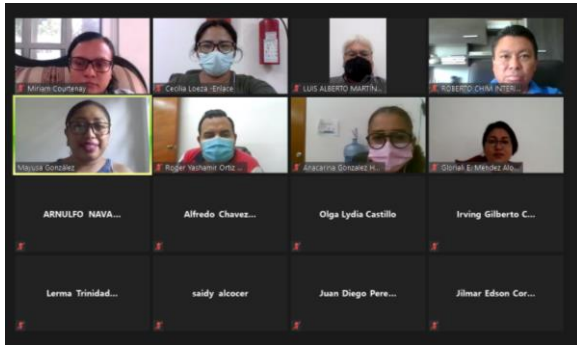 Miriam Courtenay
Cecilia Loeza -Enlace
LUIS ALBERTO MARTÍN...
ROBERTO CHIM INTER...
Mayusa González
Roger Yashamir Ortiz ...
Aracarina Gonzalez H...
Gloriali E. Méndez Alo...
ARNULFO NAVA...
Alfredo Chavez...
Olga Lydia Castillo
Irving Gilberto C...
Lerma Trinidad...
saidy alcocer
Juan Diego Pere...
Jilmar Edson Cor...